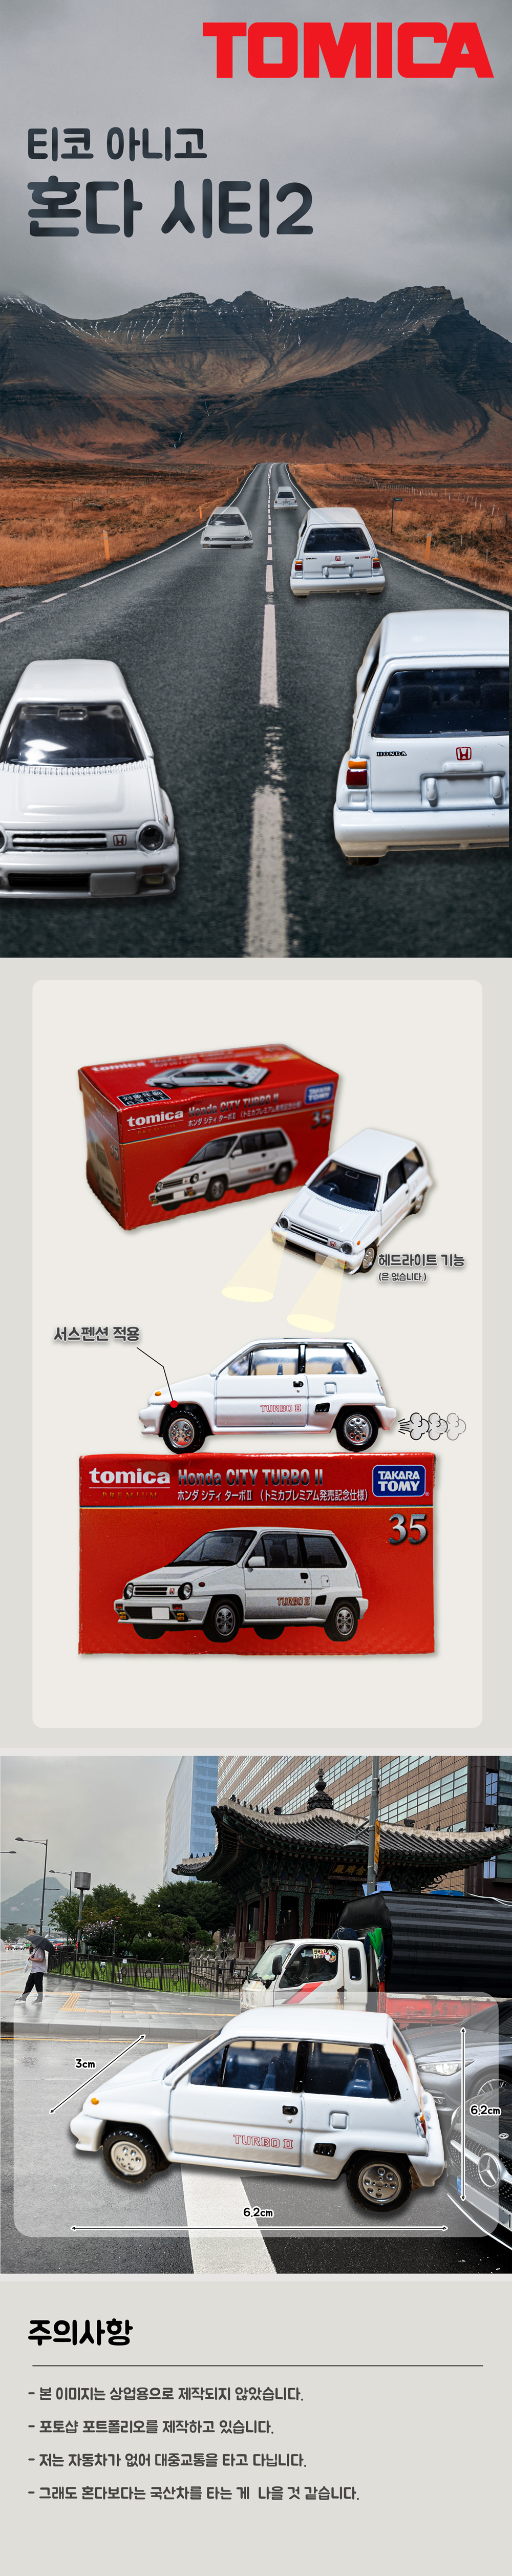 TOMICA
티코 아니고
혼다 시티2
HONDA
tomica
Honda CITY TURBO II
ホンダ シティ ターボII (トミカプレミアム発売記念仕様)
TAKARA TOMY
35
헤드라이트 기능
(은 없습니다.)
서스펜션 적용
TURBO II
tomica
PREMIUM
Honda CITY TURBO II
ホンダ シティ ターボII (トミカプレミアム発売記念仕様)
TAKARA
TOMY
35
TURBO II
3cm
6.2cm
TURBO II
6.2cm
주의사항
- 본 이미지는 상업용으로 제작되지 않았습니다.
- 포토샵 포트폴리오를 제작하고 있습니다.
- 저는 자동차가 없어 대중교통을 타고 다닙니다.
- 그래도 혼다보다는 국산차를 타는 게  나을 것 같습니다.